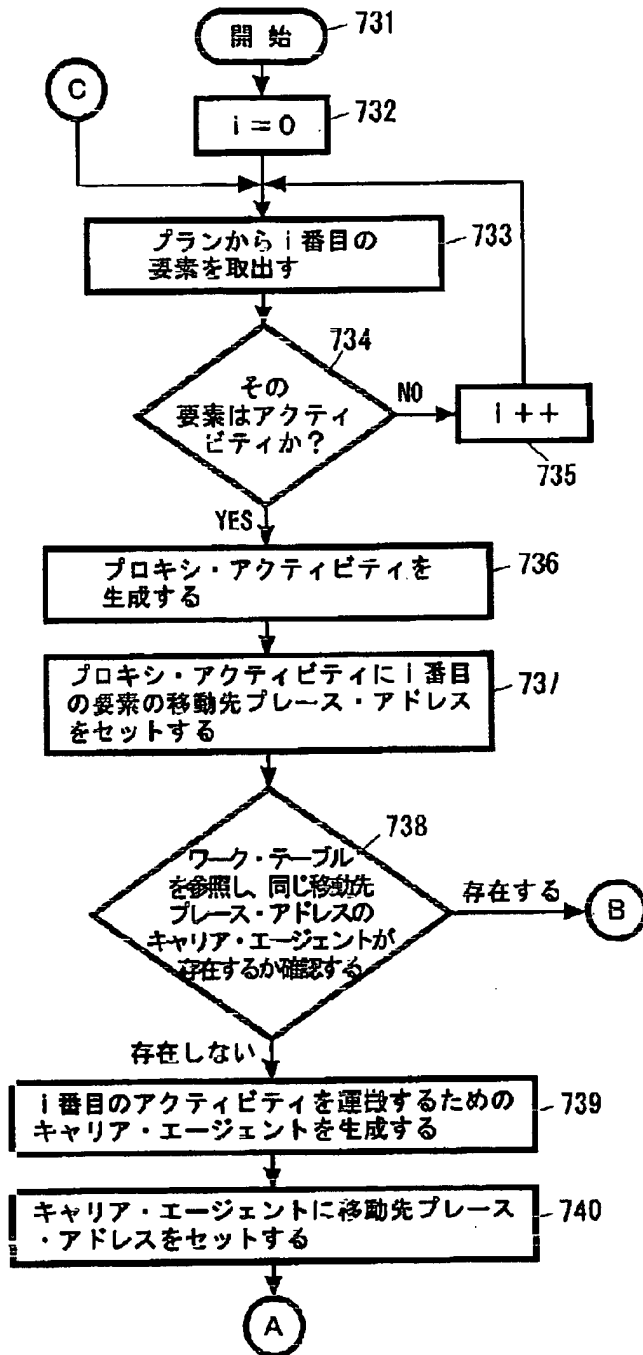 開始
731
C
i=0
732
プランからi番目の
要素を取出す
733
734
その
要素はアクティ
ビティか?
NO
i++
735
YES
プロキシ・アクティビティを
生成する
736
プロキシ・アクティビティにi番目
の要素の移動先プレース・アドレス
をセットする
737
738
ワーク・テーブル
を参照し、同じ移動先
プレース・アドレスの
キャリア・エージェントが
存在するか確認する
存在する
B
存在しない
i番目のアクティビティを運搬するための
キャリア・エージェントを生成する
739
キャリア・エージェントに移動先プレース
・アドレスをセットする
740
A